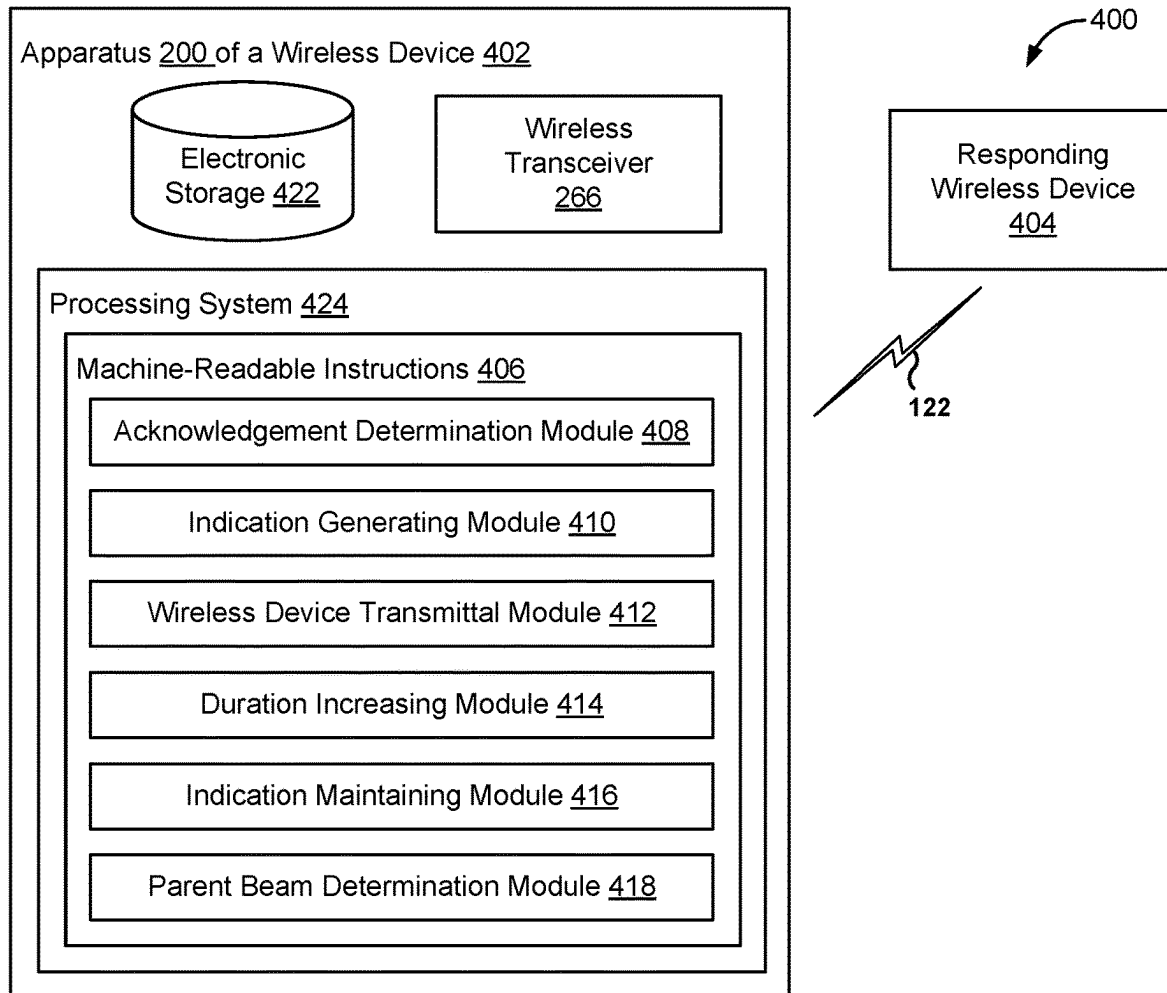 400
Apparatus 200 of a Wireless Device 402
Electronic
Storage 422
Wireless
Transceiver
266
Responding
Wireless Device
404
Processing System 424
Machine-Readable Instructions 406
122
Acknowledgement Determination Module 408
Indication Generating Module 410
Wireless Device Transmittal Module 412
Duration Increasing Module 414
Indication Maintaining Module 416
Parent Beam Determination Module 418